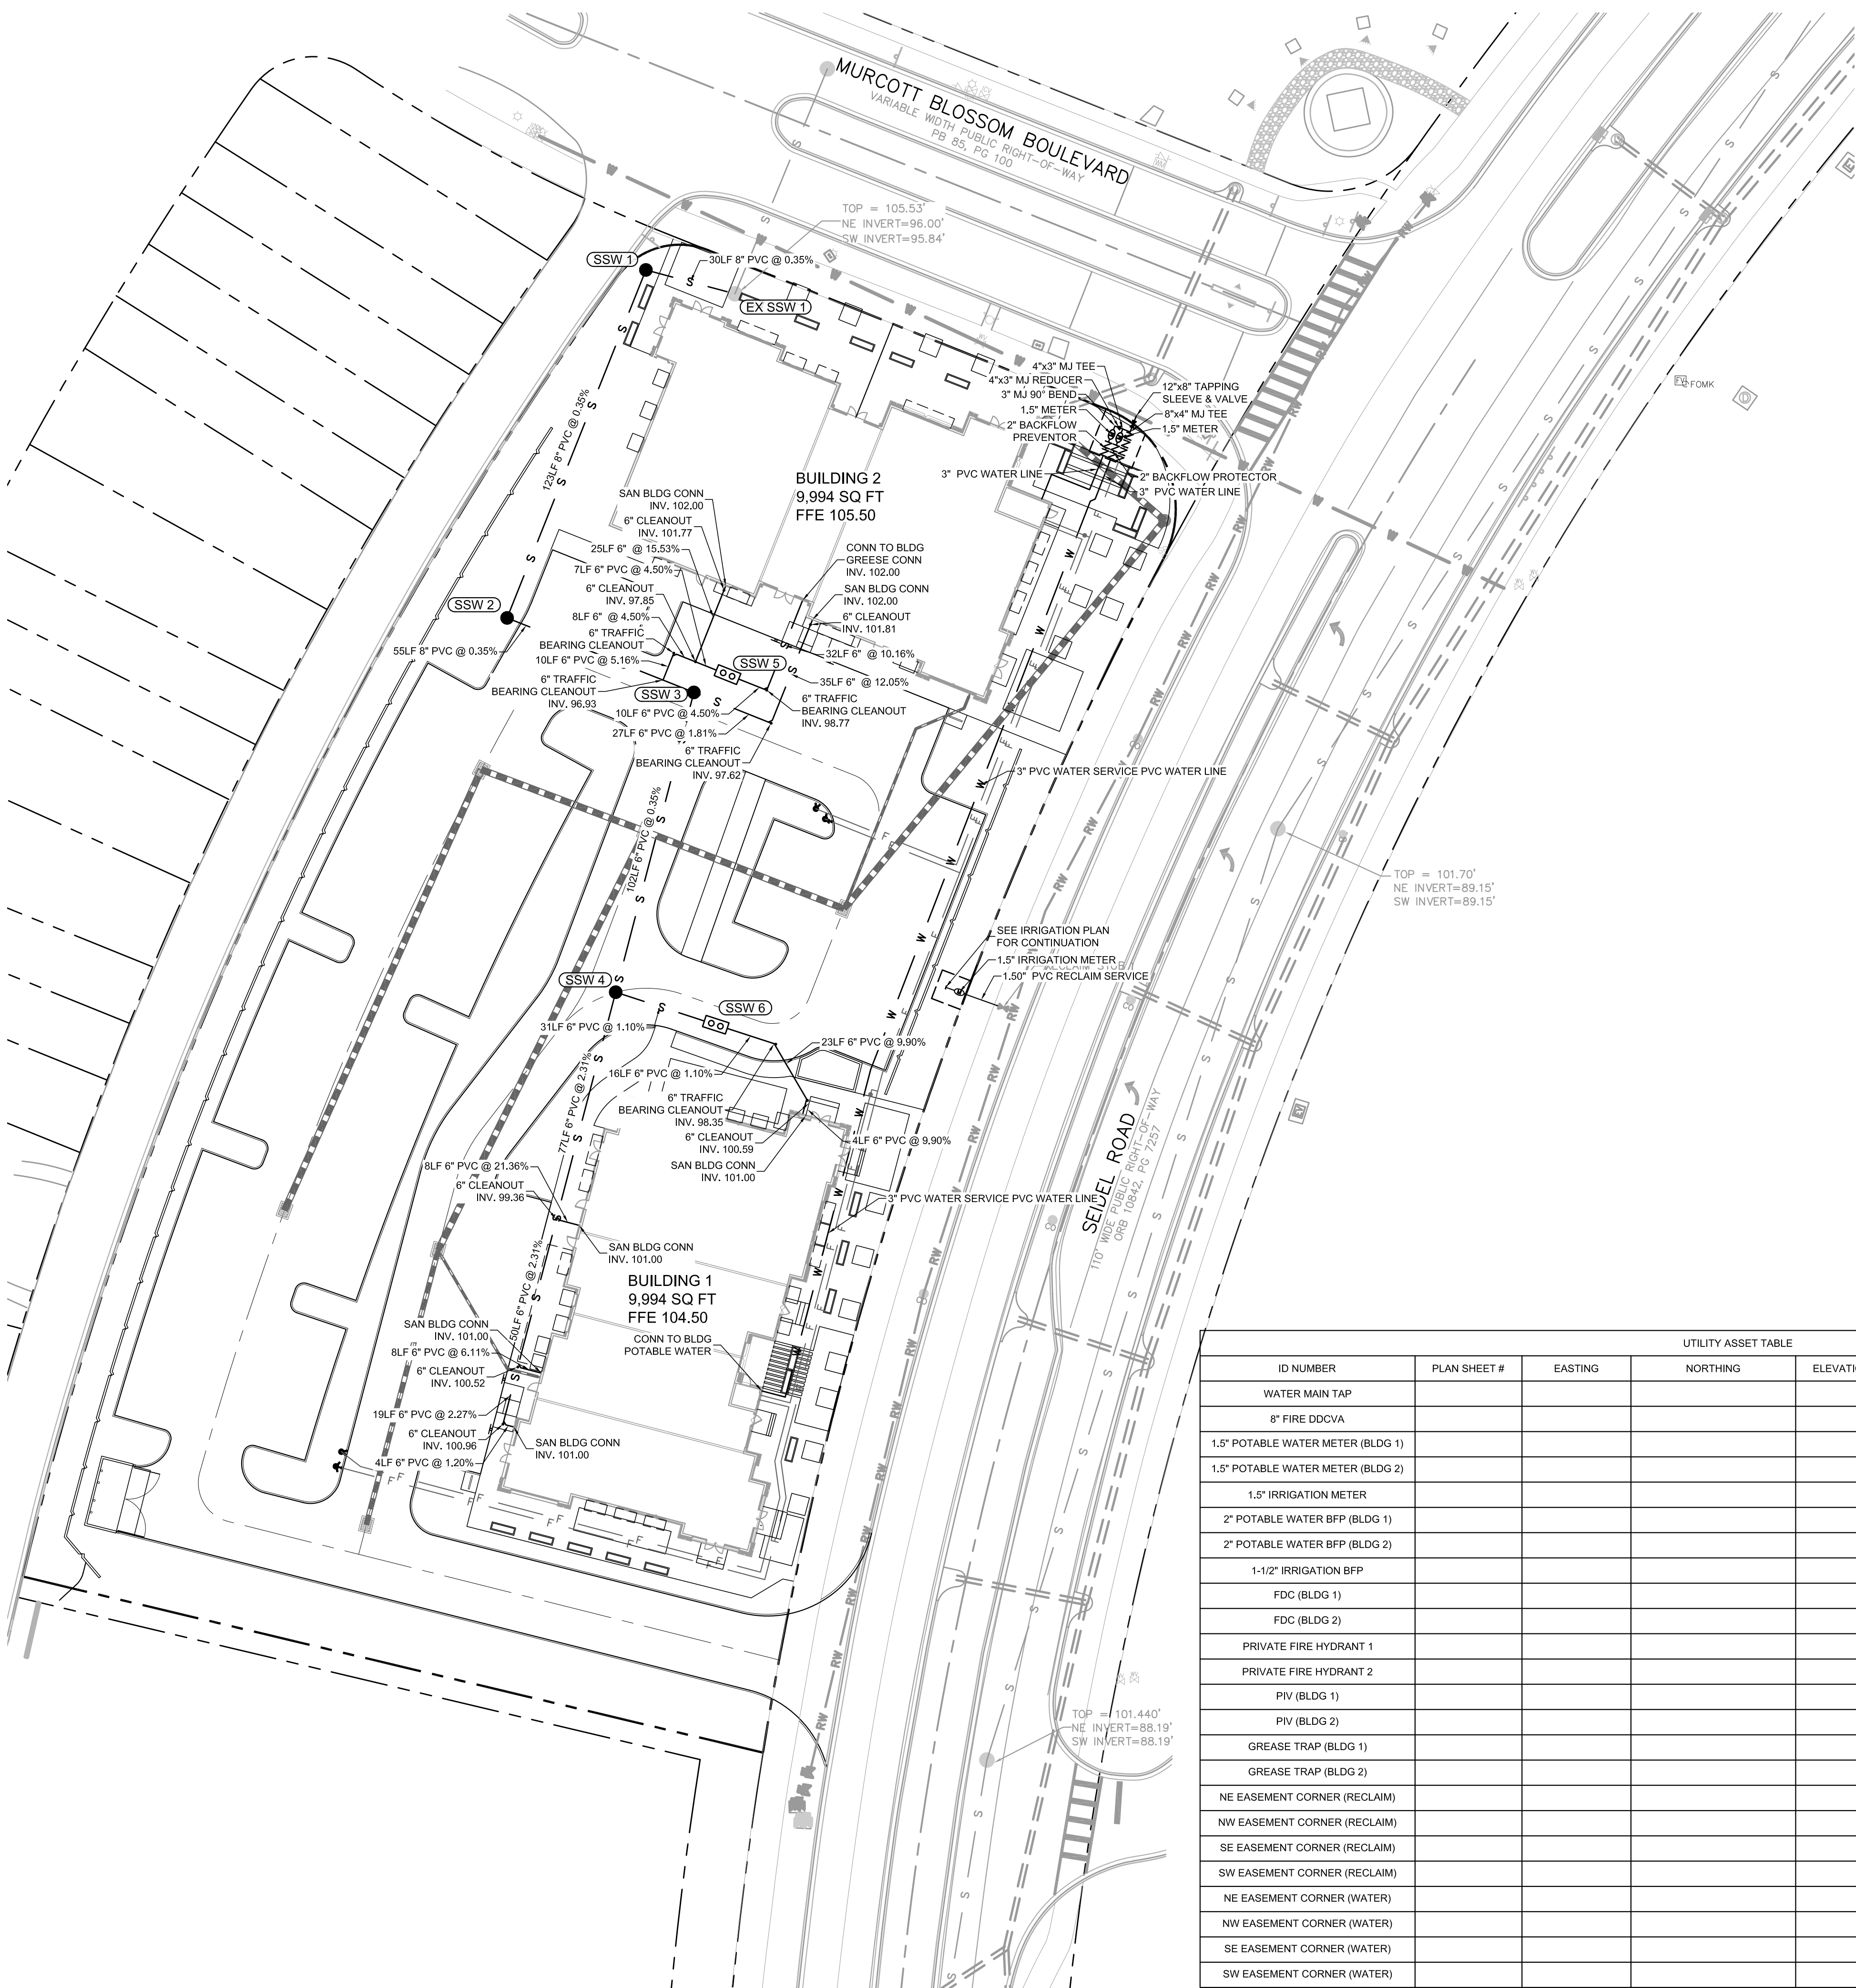 MURCOTT BLOSSOM BOULEVARD
VARIABLE WIDTH PUBLIC RIGHT-OF-WAY
PB 85, PG 100
TOP = 105.53'
NE INVERT=96.00'
SW INVERT=95.84'
SSW 1
30LF 8" PVC @ 0.35%
EX SSW 1
123LF 8" PVC @ 0.35%
4"x3" MJ TEE
4"x3" MJ REDUCER
3" MJ 90° BEND
1.5" METER
2" BACKFLOW
PREVENTOR
12"x8" TAPPING
SLEEVE & VALVE
8"x4" MJ TEE
1.5" METER
3" PVC WATER LINE
2" BACKFLOW PROTECTOR
3" PVC WATER LINE
FOMK
BUILDING 2
9,994 SQ FT
FFE 105.50
SAN BLDG CONN
INV. 102.00
6" CLEANOUT
INV. 101.77
25LF 6" @ 15.53%
7LF 6" PVC @ 4.50%
6" CLEANOUT
INV. 97.85
8LF 6" @ 4.50%
6" TRAFFIC
BEARING CLEANOUT
10LF 6" PVC @ 5.16%
6" TRAFFIC
BEARING CLEANOUT
INV. 96.93
CONN TO BLDG
GREESE CONN
INV. 102.00
SAN BLDG CONN
INV. 102.00
6" CLEANOUT
INV. 101.81
32LF 6" @ 10.16%
SSW 2
55LF 8" PVC @ 0.35%
SSW 5
35LF 6" @ 12.05%
SSW 3
10LF 6" PVC @ 4.50%
6" TRAFFIC
BEARING CLEANOUT
INV. 98.77
27LF 6" PVC @ 1.81%
6" TRAFFIC
BEARING CLEANOUT
INV. 97.62
3" PVC WATER SERVICE PVC WATER LINE
102LF 6" PVC @ 0.35%
TOP = 101.70'
NE INVERT=89.15'
SW INVERT=89.15'
SEE IRRIGATION PLAN
FOR CONTINUATION
1.5" IRRIGATION METER
RECLAIM STUB
1.50" PVC RECLAIM SERVICE
SSW 4
SSW 6
31LF 6" PVC @ 1.10%
23LF 6" PVC @ 9.90%
16LF 6" PVC @ 1.10%
77LF 6" PVC @ 2.31%
6" TRAFFIC
BEARING CLEANOUT
INV. 98.35
6" CLEANOUT
INV. 100.59
4LF 6" PVC @ 9.90%
SAN BLDG CONN
INV. 101.00
SEIDEL ROAD
110' WIDE PUBLIC RIGHT-OF-WAY
ORB 10842, PG 7257
8LF 6" PVC @ 21.36%
6" CLEANOUT
INV. 99.36
3" PVC WATER SERVICE PVC WATER LINE
SAN BLDG CONN
INV. 101.00
50LF 6" PVC @ 2.31%
BUILDING 1
9,994 SQ FT
FFE 104.50
SAN BLDG CONN
INV. 101.00
8LF 6" PVC @ 6.11%
6" CLEANOUT
INV. 100.52
CONN TO BLDG
POTABLE WATER
19LF 6" PVC @ 2.27%
6" CLEANOUT
INV. 100.96
4LF 6" PVC @ 1.20%
SAN BLDG CONN
INV. 101.00
TOP = 101.440'
NE INVERT=88.19'
SW INVERT=88.19'
UTILITY ASSET TABLE
ID NUMBER PLAN SHEET # EASTING NORTHING ELEVATI
WATER MAIN TAP
8" FIRE DDCVA
1.5" POTABLE WATER METER (BLDG 1)
1.5" POTABLE WATER METER (BLDG 2)
1.5" IRRIGATION METER
2" POTABLE WATER BFP (BLDG 1)
2" POTABLE WATER BFP (BLDG 2)
1-1/2" IRRIGATION BFP
FDC (BLDG 1)
FDC (BLDG 2)
PRIVATE FIRE HYDRANT 1
PRIVATE FIRE HYDRANT 2
PIV (BLDG 1)
PIV (BLDG 2)
GREASE TRAP (BLDG 1)
GREASE TRAP (BLDG 2)
NE EASEMENT CORNER (RECLAIM)
NW EASEMENT CORNER (RECLAIM)
SE EASEMENT CORNER (RECLAIM)
SW EASEMENT CORNER (RECLAIM)
NE EASEMENT CORNER (WATER)
NW EASEMENT CORNER (WATER)
SE EASEMENT CORNER (WATER)
SW EASEMENT CORNER (WATER)